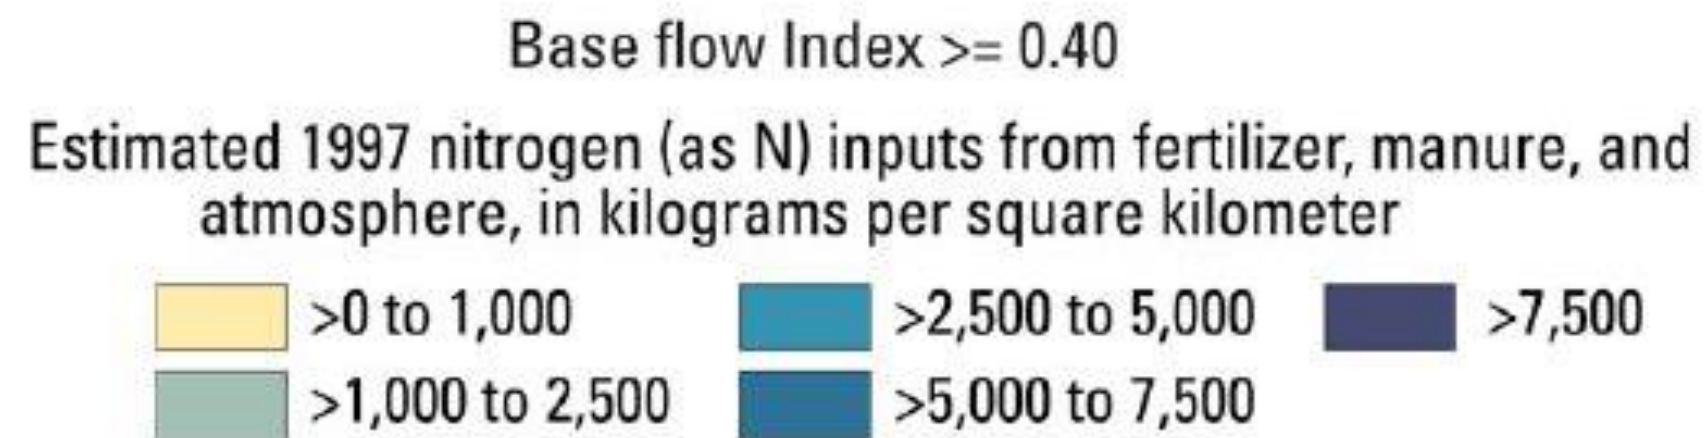 Base flow Index >= 0.40
Estimated 1997 nitrogen (as N) inputs from fertilizer, manure, and
atmosphere, in kilograms per square kilometer
>0 to 1,000
>1,000 to 2,500
>2,500 to 5,000
>5,000 to 7,500
>7,500